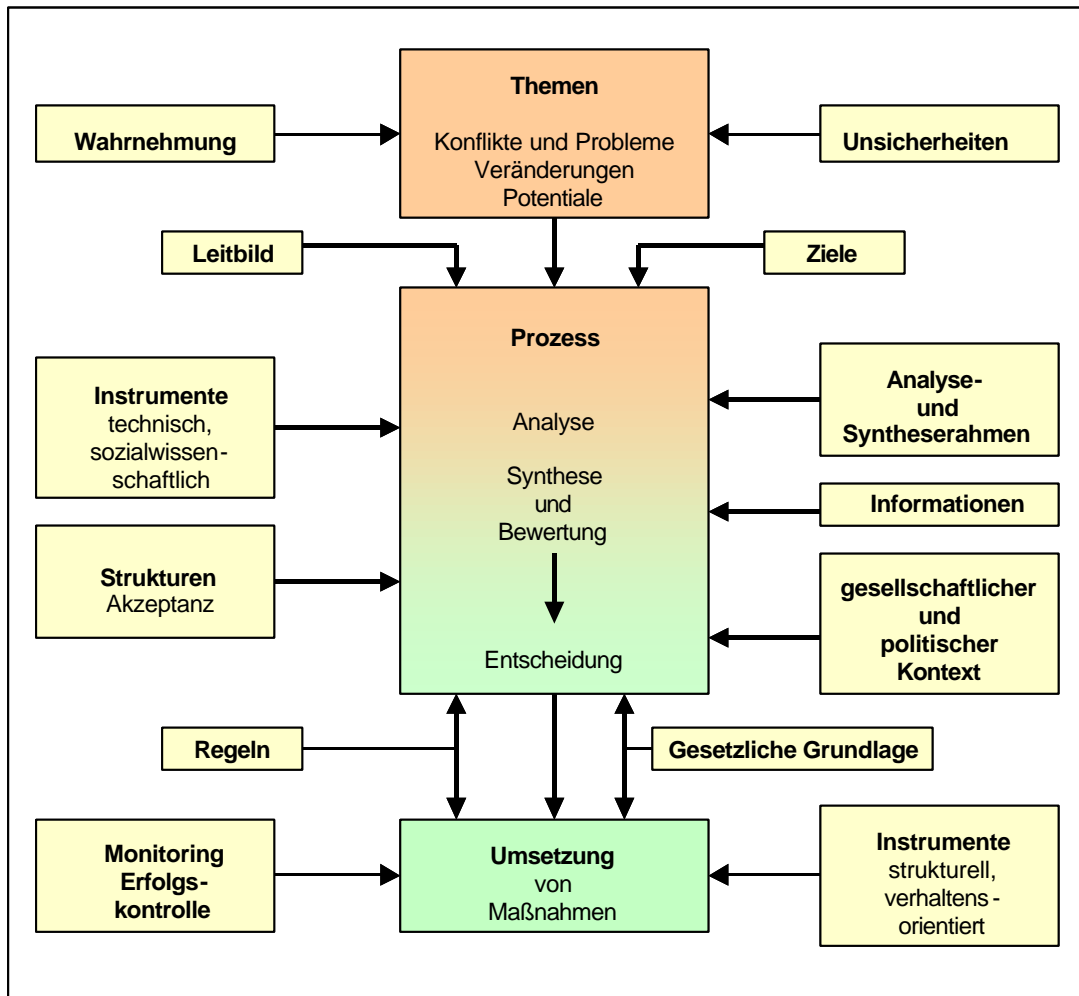 Themen
Konflikte und Probleme
Veränderungen
Potentiale
Wahrnehmung
Unsicherheiten
Leitbild
Ziele
Prozess
Analyse
Synthese
und
Bewertung
Entscheidung
Instrumente
technisch,
sozialwissen-
schaftlich
Strukturen
Akzeptanz
Analyse-
und
Syntheserahmen
Informationen
gesellschaftlicher
und
politischer
Kontext
Regeln
Gesetzliche Grundlage
Monitoring
Erfolgs-
kontrolle
Umsetzung
von
Maßnahmen
Instrumente
strukturell,
verhaltens-
orientiert